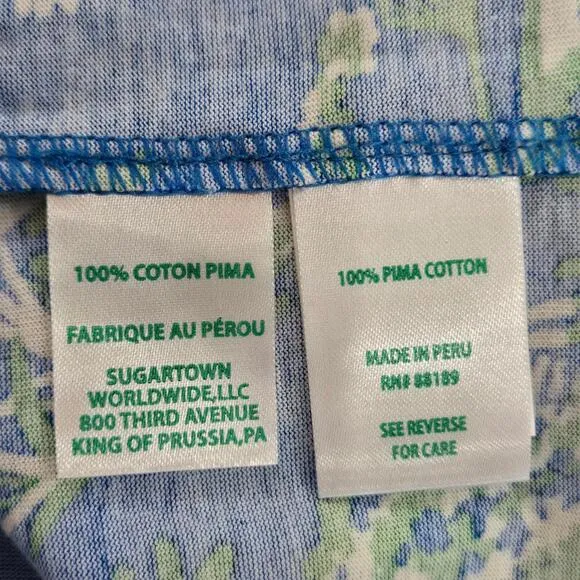 100% COTON PIMA
FABRIQUE AU PÉROU
SUGARTOWN
WORLDWIDE,LLC
800 THIRD AVENUE
KING OF PRUSSIA,PA
100% PIMA COTTON
MADE IN PERU
RN# 88189
SEE REVERSE
FOR CARE